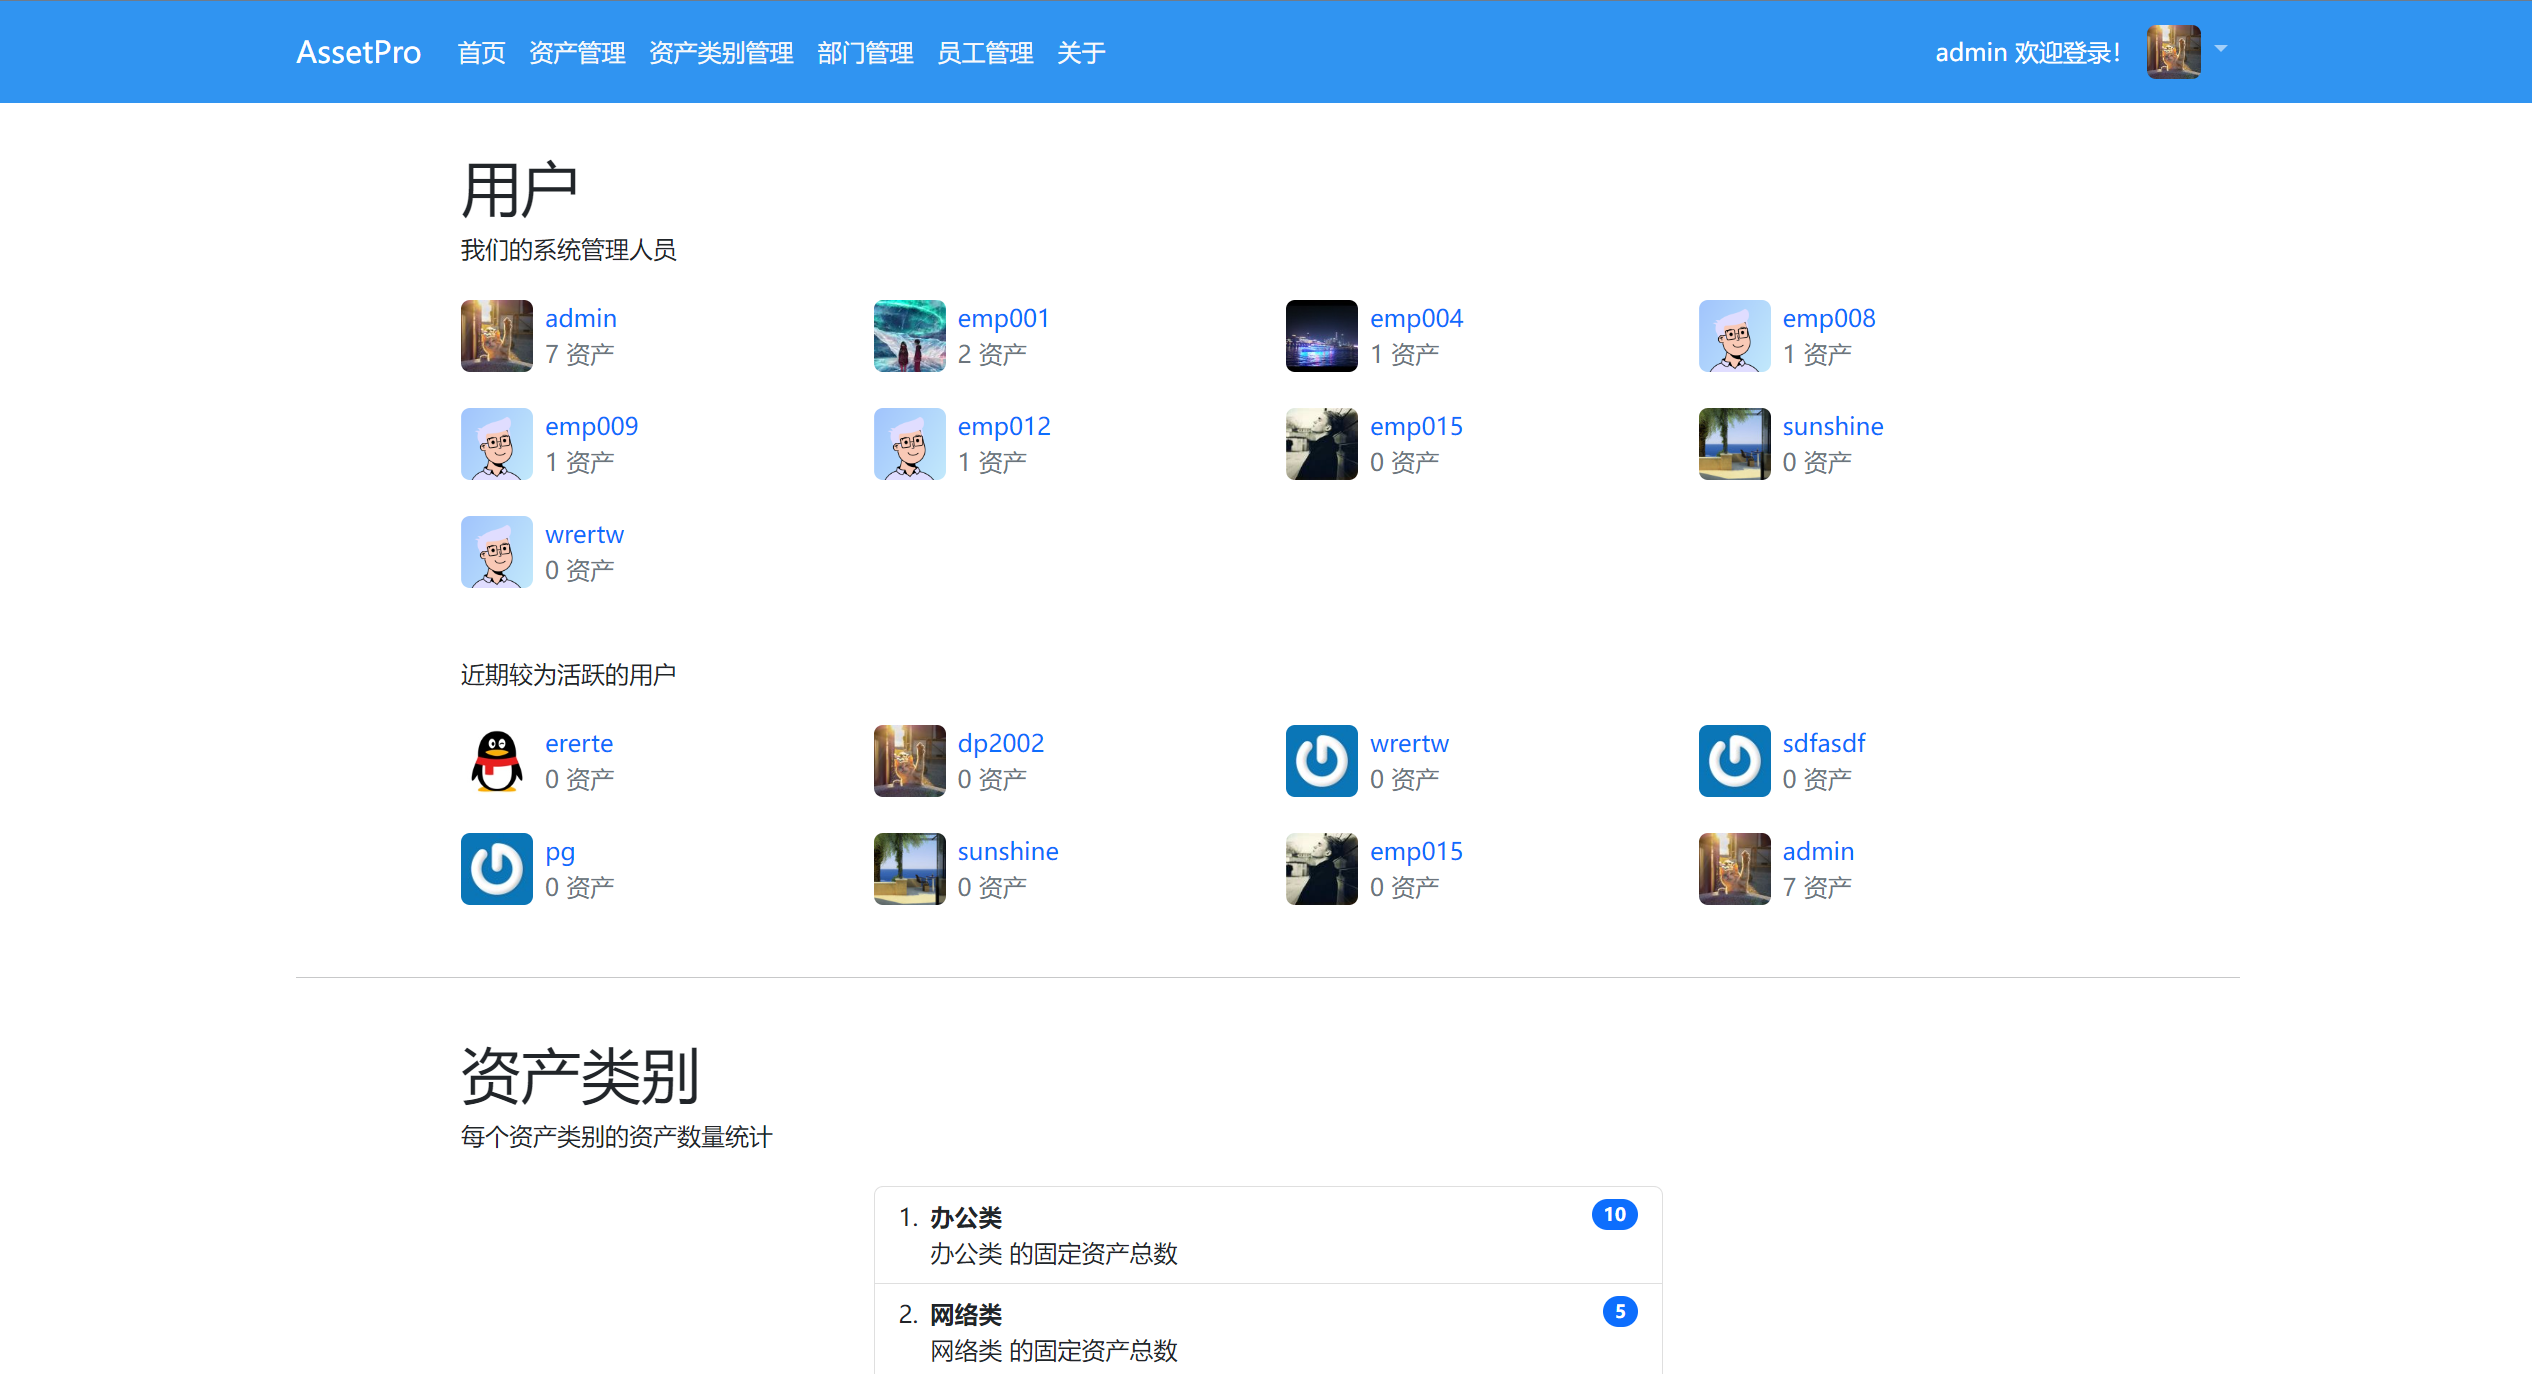 AssetPro 首页 资产管理 资产类别管理 部门管理 员工管理 关于 admin 欢迎登录！
用户
我们的系统管理人员
admin
7 资产
emp001
2 资产
emp004
1 资产
emp008
1 资产
emp009
1 资产
emp012
1 资产
emp015
0 资产
sunshine
0 资产
wrertw
0 资产
近期较为活跃的用户
ererte
0 资产
dp2002
0 资产
wrertw
0 资产
sdfasdf
0 资产
pg
0 资产
sunshine
0 资产
emp015
0 资产
admin
7 资产
资产类别
每个资产类别的资产数量统计
1. 办公类 10
办公类 的固定资产总数
2. 网络类 5
网络类 的固定资产总数